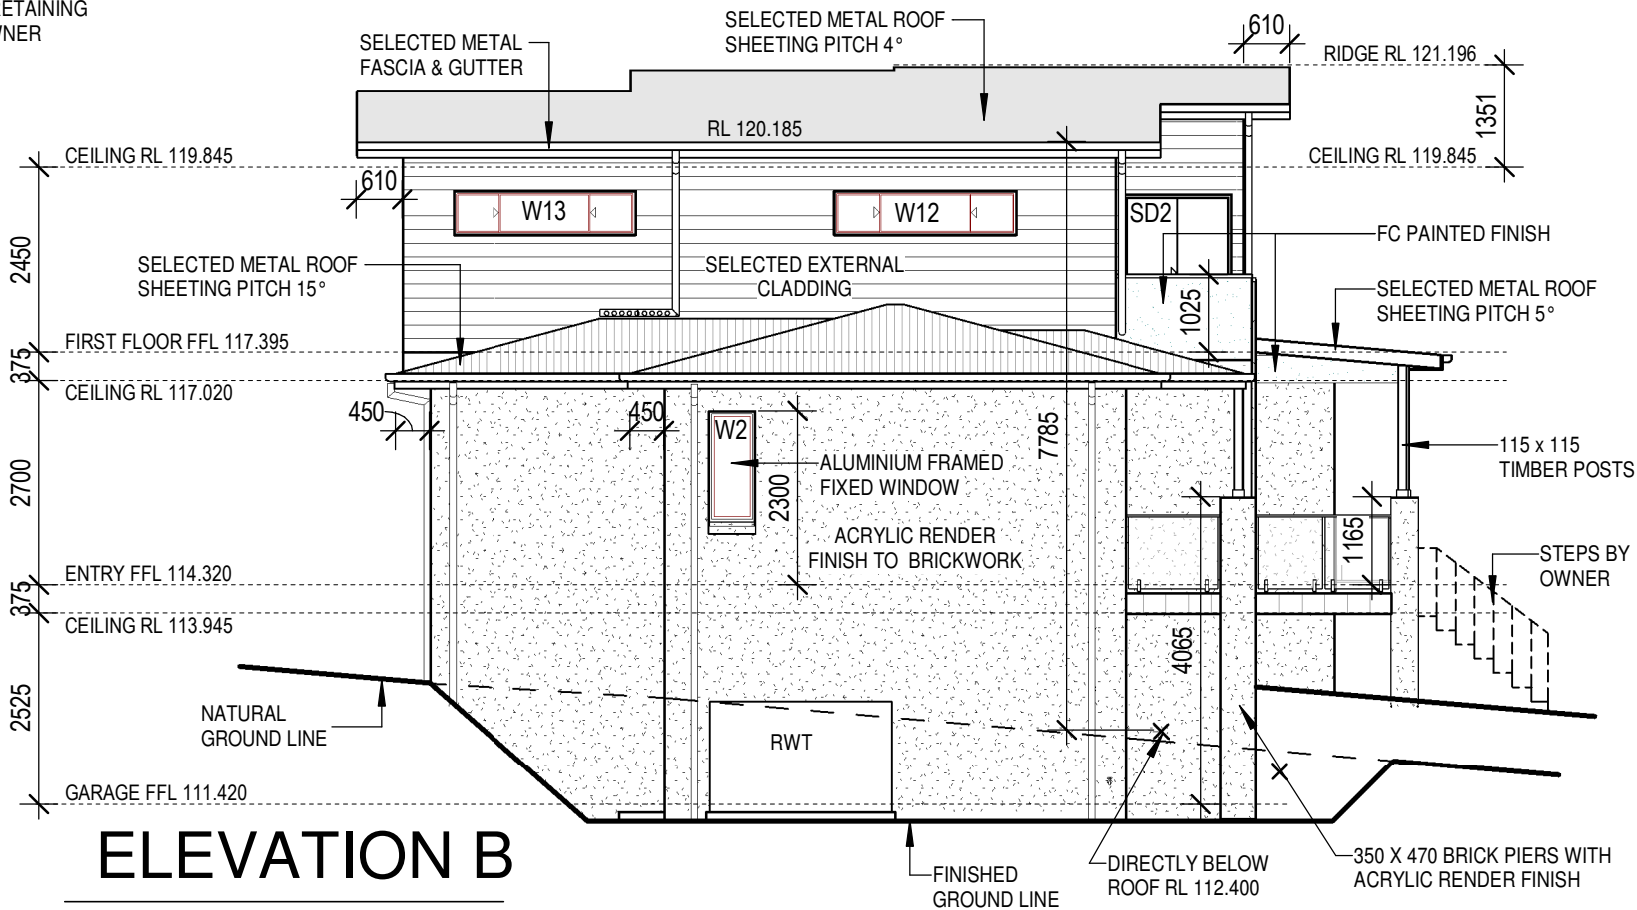 RETAINING
WNER
SELECTED METAL
FASCIA & GUTTER
SELECTED METAL ROOF
SHEETING PITCH 4°
610
RIDGE RL 121.196
1351
RL 120.185
CEILING RL 119.845
CEILING RL 119.845
610
W13
W12
SD2
FC PAINTED FINISH
2450
SELECTED METAL ROOF
SHEETING PITCH 15°
SELECTED EXTERNAL
CLADDING
1025
SELECTED METAL ROOF
SHEETING PITCH 5°
FIRST FLOOR FFL 117.395
375
CEILING RL 117.020
450
450
W2
7785
115 x 115
TIMBER POSTS
ALUMINIUM FRAMED
FIXED WINDOW
2700
2300
ACRYLIC RENDER
FINISH TO BRICKWORK
1165
STEPS BY
OWNER
ENTRY FFL 114.320
375
CEILING RL 113.945
4065
2525
NATURAL
GROUND LINE
RWT
GARAGE FFL 111.420
ELEVATION B
FINISHED
GROUND LINE
DIRECTLY BELOW
ROOF RL 112.400
350 X 470 BRICK PIERS WITH
ACRYLIC RENDER FINISH